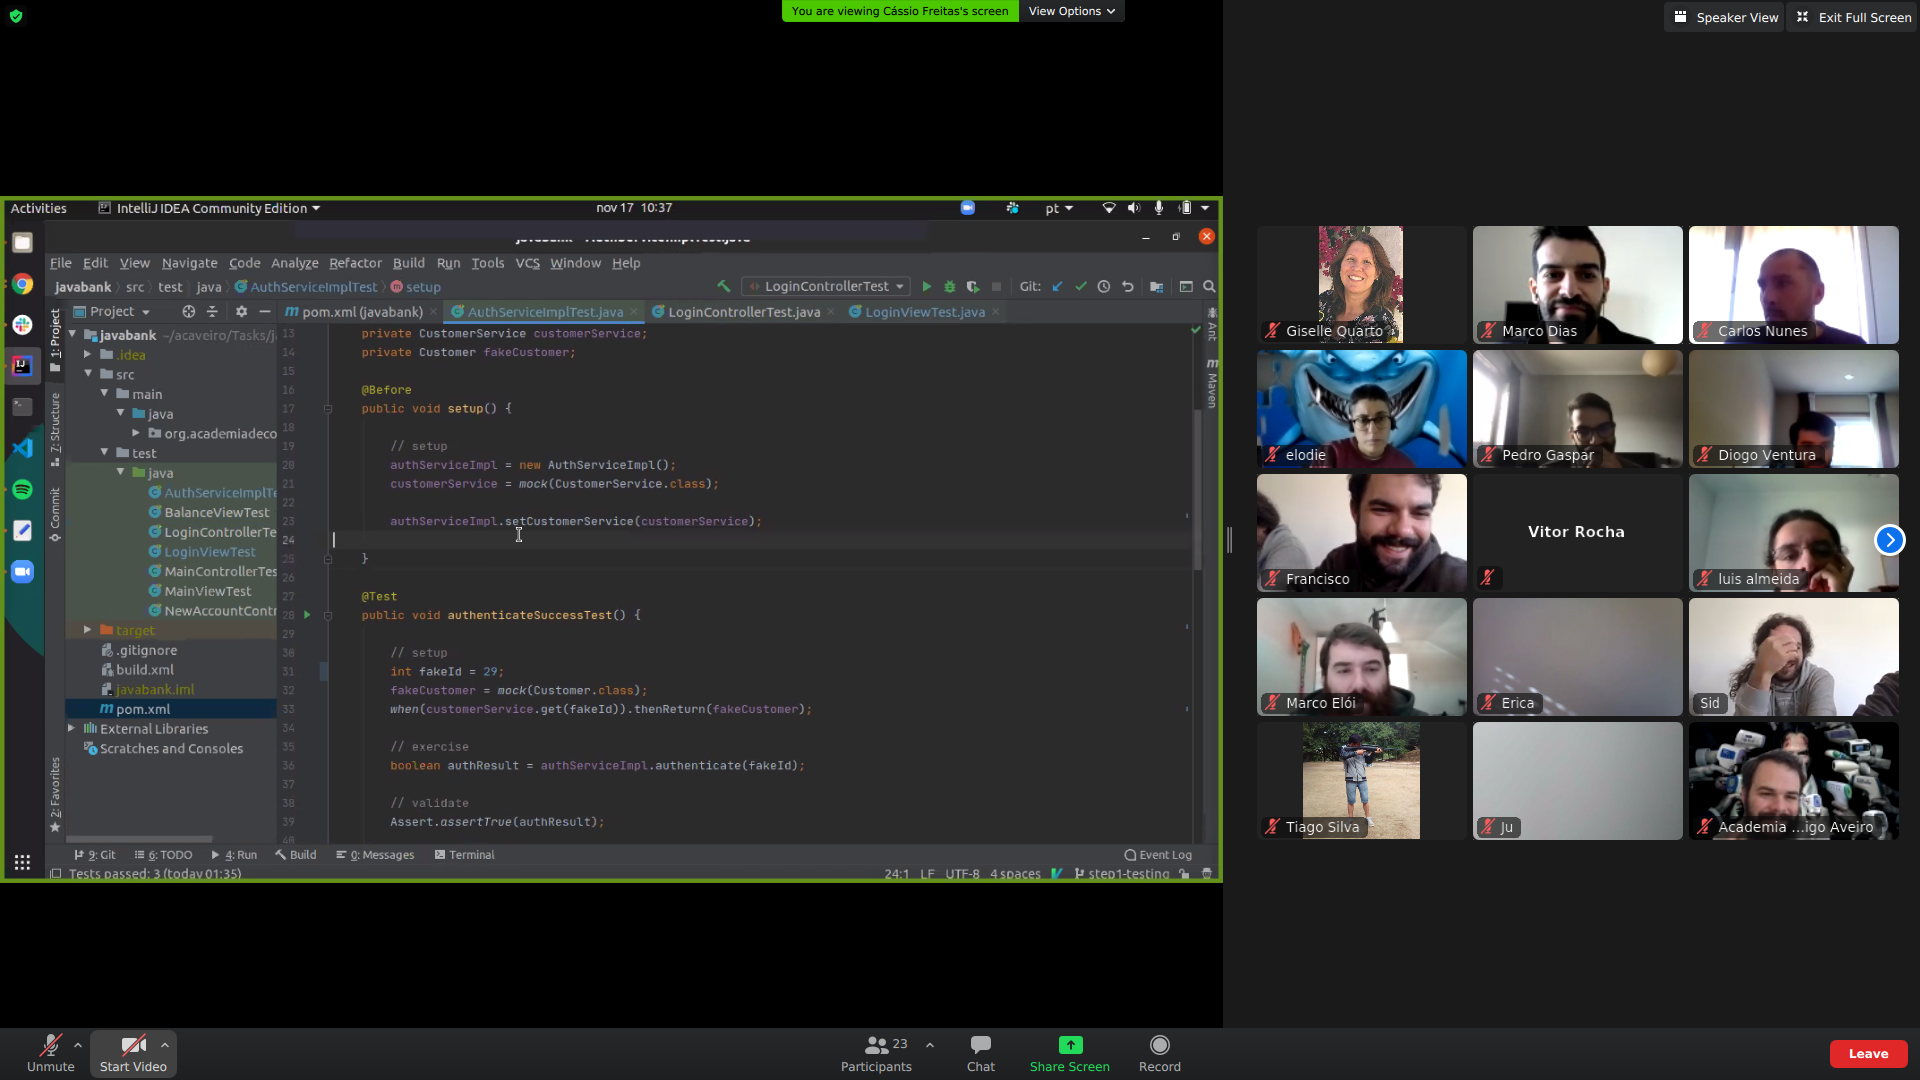 You are viewing Cássio Freitas's screen
View Options
Speaker View
Exit Full Screen
Activities
IntelliJ IDEA Community Edition
nov 17 10:37
pt
File Edit View Navigate Code Analyze Refactor Build Run Tools VCS Window Help
javabank src test java AuthServiceImplTest setup
LoginControllerTest
Git:
Project
pom.xml (javabank)
AuthServiceImplTest.java
LoginControllerTest.java
LoginViewTest.java
1: Project
7: Structure
Commit
2: Favorites
Ant
Maven
javabank ~/acaveiro/Tasks/j
.idea
src
main
java
org.academiadeco
test
java
AuthServiceImplTe
BalanceViewTest
LoginControllerTe
LoginViewTest
MainControllerTes
MainViewTest
NewAccountContr
target
.gitignore
build.xml
javabank.iml
pom.xml
External Libraries
Scratches and Consoles
13 private CustomerService customerService;
14 private Customer fakeCustomer;
15
16 @Before
17 public void setup() {
18
19 // setup
20 authServiceImpl = new AuthServiceImpl();
21 customerService = mock(CustomerService.class);
22
23 authServiceImpl.setCustomerService(customerService);
24
25 }
26
27 @Test
28 public void authenticateSuccessTest() {
29
30 // setup
31 int fakeId = 29;
32 fakeCustomer = mock(Customer.class);
33 when(customerService.get(fakeId)).thenReturn(fakeCustomer);
34
35 // exercise
36 boolean authResult = authServiceImpl.authenticate(fakeId);
37
38 // validate
39 Assert.assertTrue(authResult);
9: Git
6: TODO
4: Run
Build
0: Messages
Terminal
Event Log
Tests passed: 3 (today 01:35)
24:1 LF UTF-8 4 spaces step1-testing
Giselle Quarto
Marco Dias
Carlos Nunes
elodie
Pedro Gaspar
Diogo Ventura
Francisco
Vitor Rocha
luis almeida
Marco Elói
Erica
Sid
Tiago Silva
Ju
Academia ...igo Aveiro
Unmute
Start Video
Participants
23
Chat
Share Screen
Record
Leave